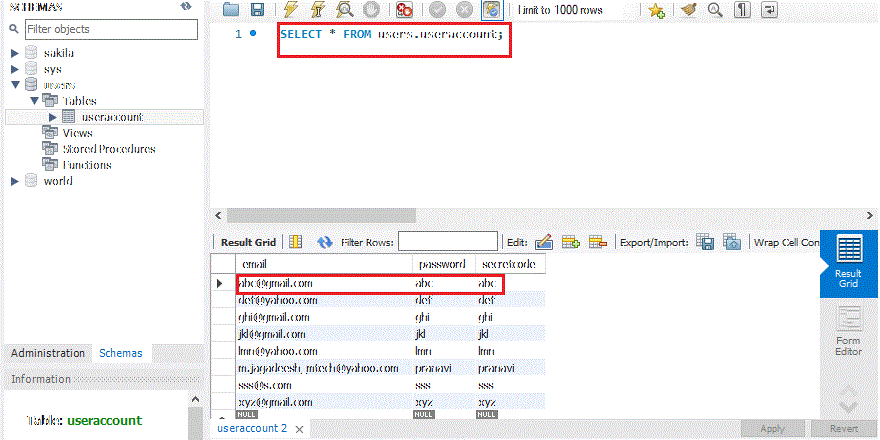 SCHEMAS
Filter objects
sakila
sys
users
Tables
useraccount
Views
Stored Procedures
Functions
world
Administration Schemas
Information
Table: useraccount
Limit to 1000 rows
1 SELECT * FROM users.useraccount;
Result Grid Filter Rows: Edit: Export/Import: Wrap Cell Con
email password secretcode
abc@gmail.com abc abc
def@yahoo.com def def
ghi@gmail.com ghi ghi
jkl@gmail.com jkl jkl
lmn@yahoo.com lmn lmn
m.jagadeesh.mtech@yahoo.com pranavi pranavi
sss@s.com sss sss
xyz@gmail.com xyz xyz
NULL NULL NULL
Result
Grid
Form
Editor
useraccount 2 Apply Revert